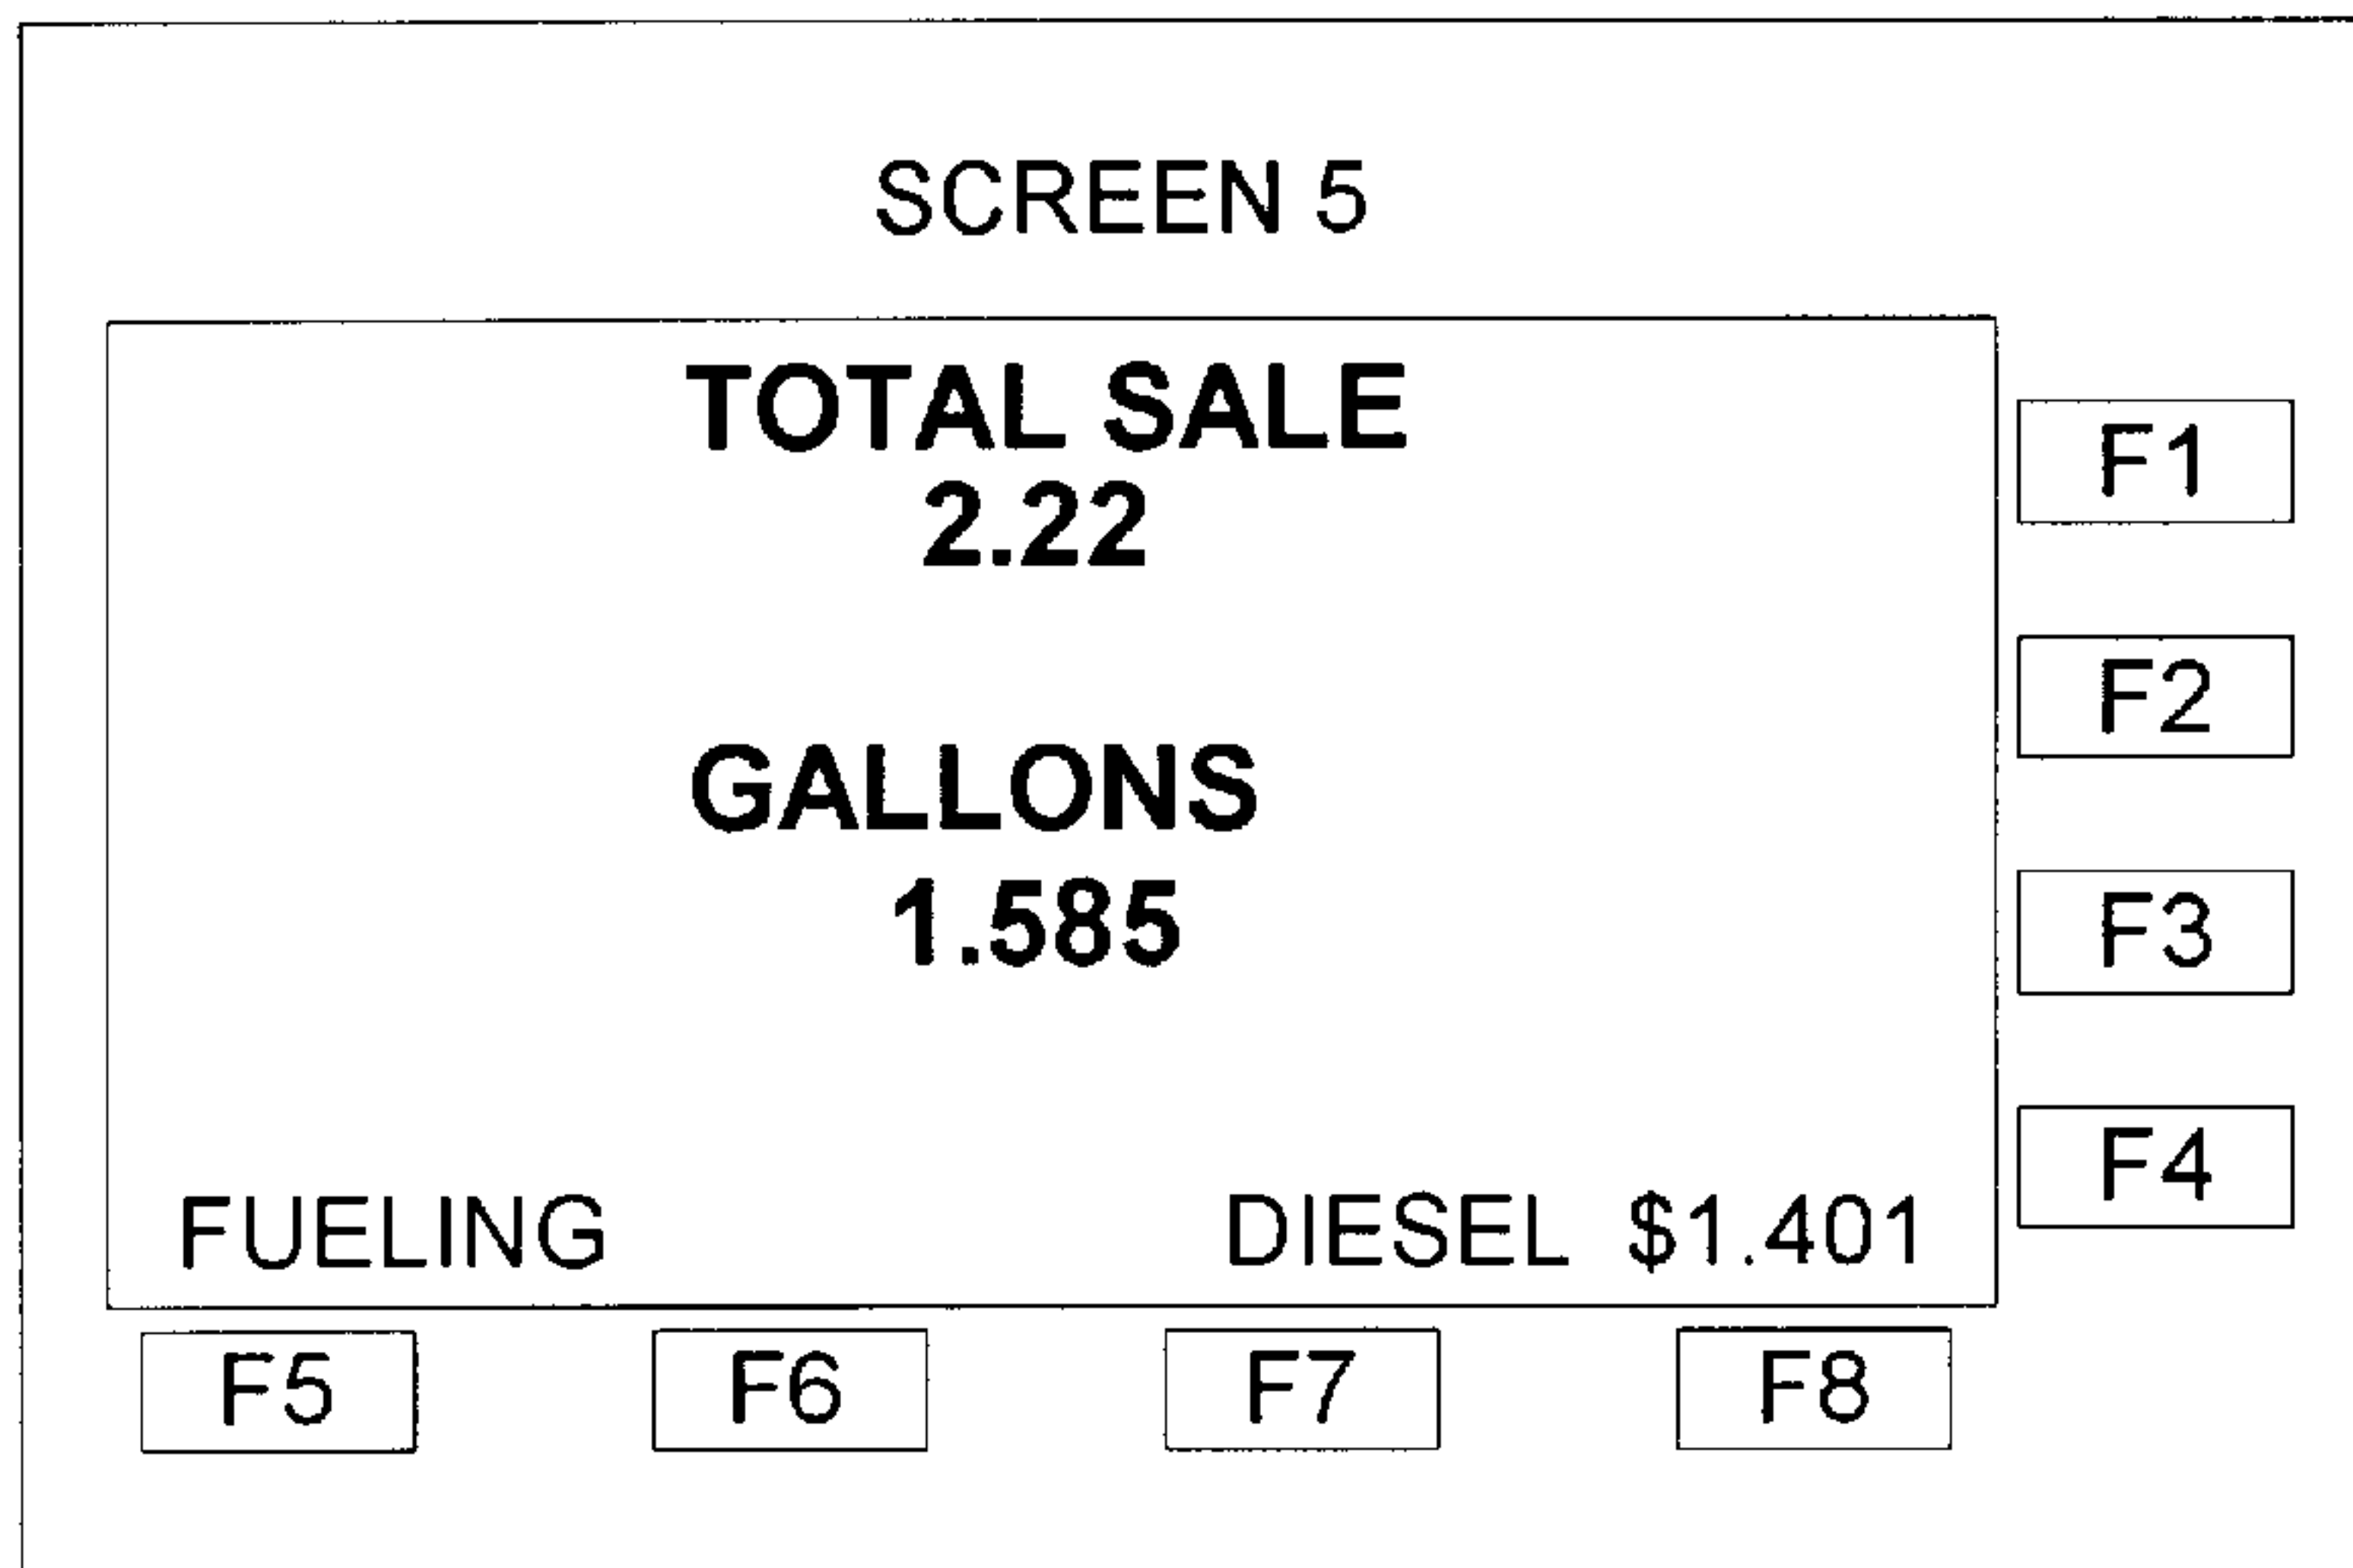 SCREEN 5
TOTAL SALE
2.22
F1
F2
GALLONS
1.585
F3
F4
FUELING DIESEL $1.401
F5 F6 F7 F8